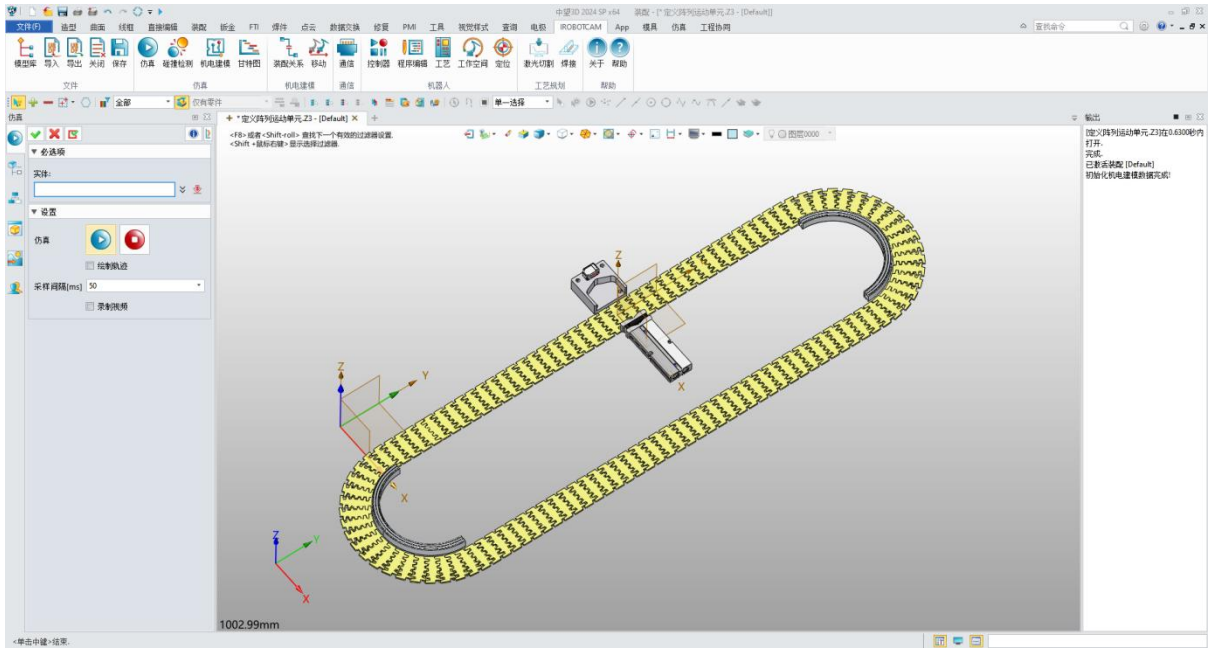 中望3D 2024 SP x64 装配 - [* 定义阵列运动单元.Z3 - [Default]]
文件(F) 造型 曲面 线框 直接编辑 装配 钣金 FTI 焊件 点云 数据交换 修复 PMI 工具 视觉样式 查询 电极 IROBOTCAM App 模具 仿真 工程协同 查找命令
模型库 导入 导出 关闭 保存 仿真 碰撞检测 机电建模 甘特图 装配关系 移动 通信 控制器 程序编辑 工艺 工作空间 定位 激光切割 焊接 关于 帮助
文件 仿真 机电建模 通信 机器人 工艺规划 帮助
全部 仅有零件 单一选择
仿真 * 定义阵列运动单元.Z3 - [Default] 输出
<F8>或者<Shift-roll> 查找下一个有效的过滤器设置.
<Shift +鼠标右键> 显示选择过滤器.
图层0000
[定义阵列运动单元.Z3]在0.6300秒内
打开.
完成.
已激活装配 [Default]
初始化机电建模数据完成!
必选项
实体:
设置
仿真
绘制轨迹
采样间隔[ms] 50
录制视频
Z
X
Z
Y
X
Z
Y
X
1002.99mm
<单击中键>结束.